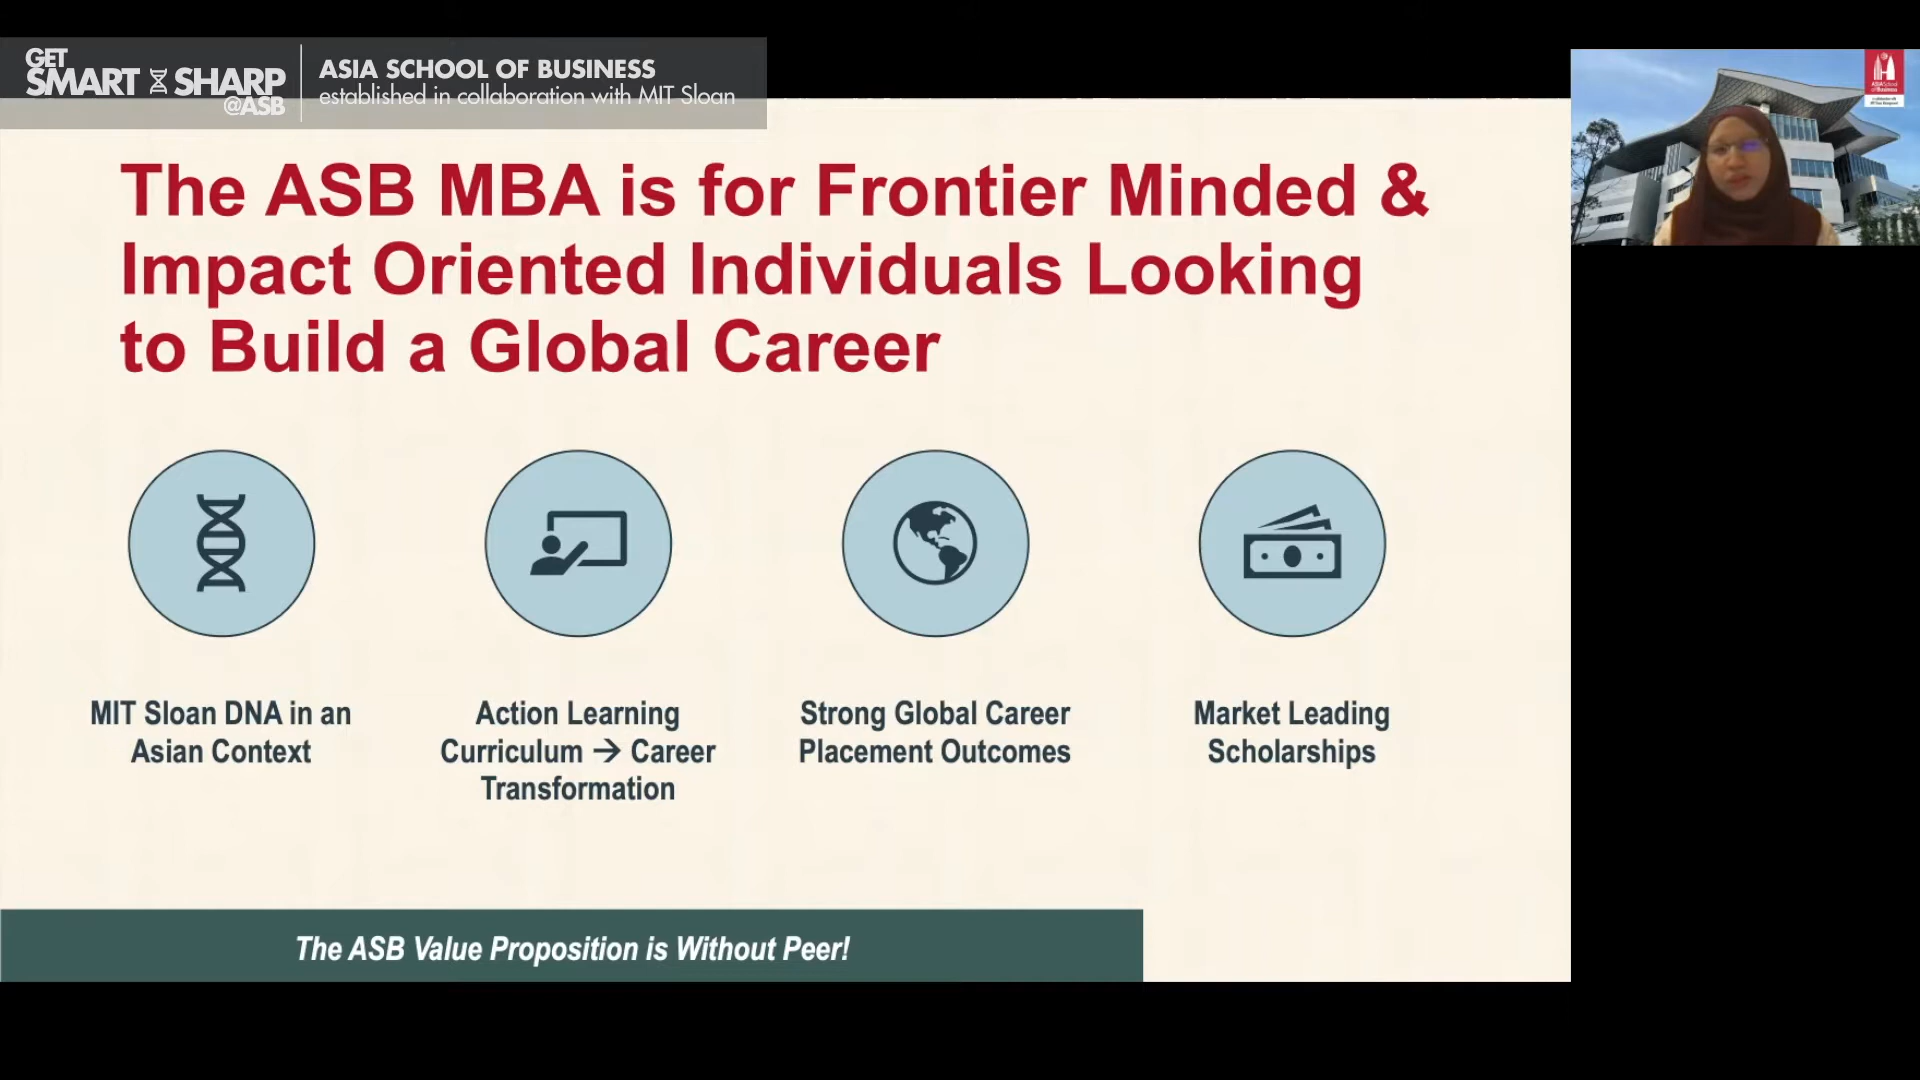 GET
SMART SHARP
@ASB
ASIA SCHOOL OF BUSINESS
established in collaboration with MIT Sloan
The ASB MBA is for Frontier Minded &
Impact Oriented Individuals Looking
to Build a Global Career
MIT Sloan DNA in an
Asian Context
Action Learning
Curriculum → Career
Transformation
Strong Global Career
Placement Outcomes
Market Leading
Scholarships
The ASB Value Proposition is Without Peer!